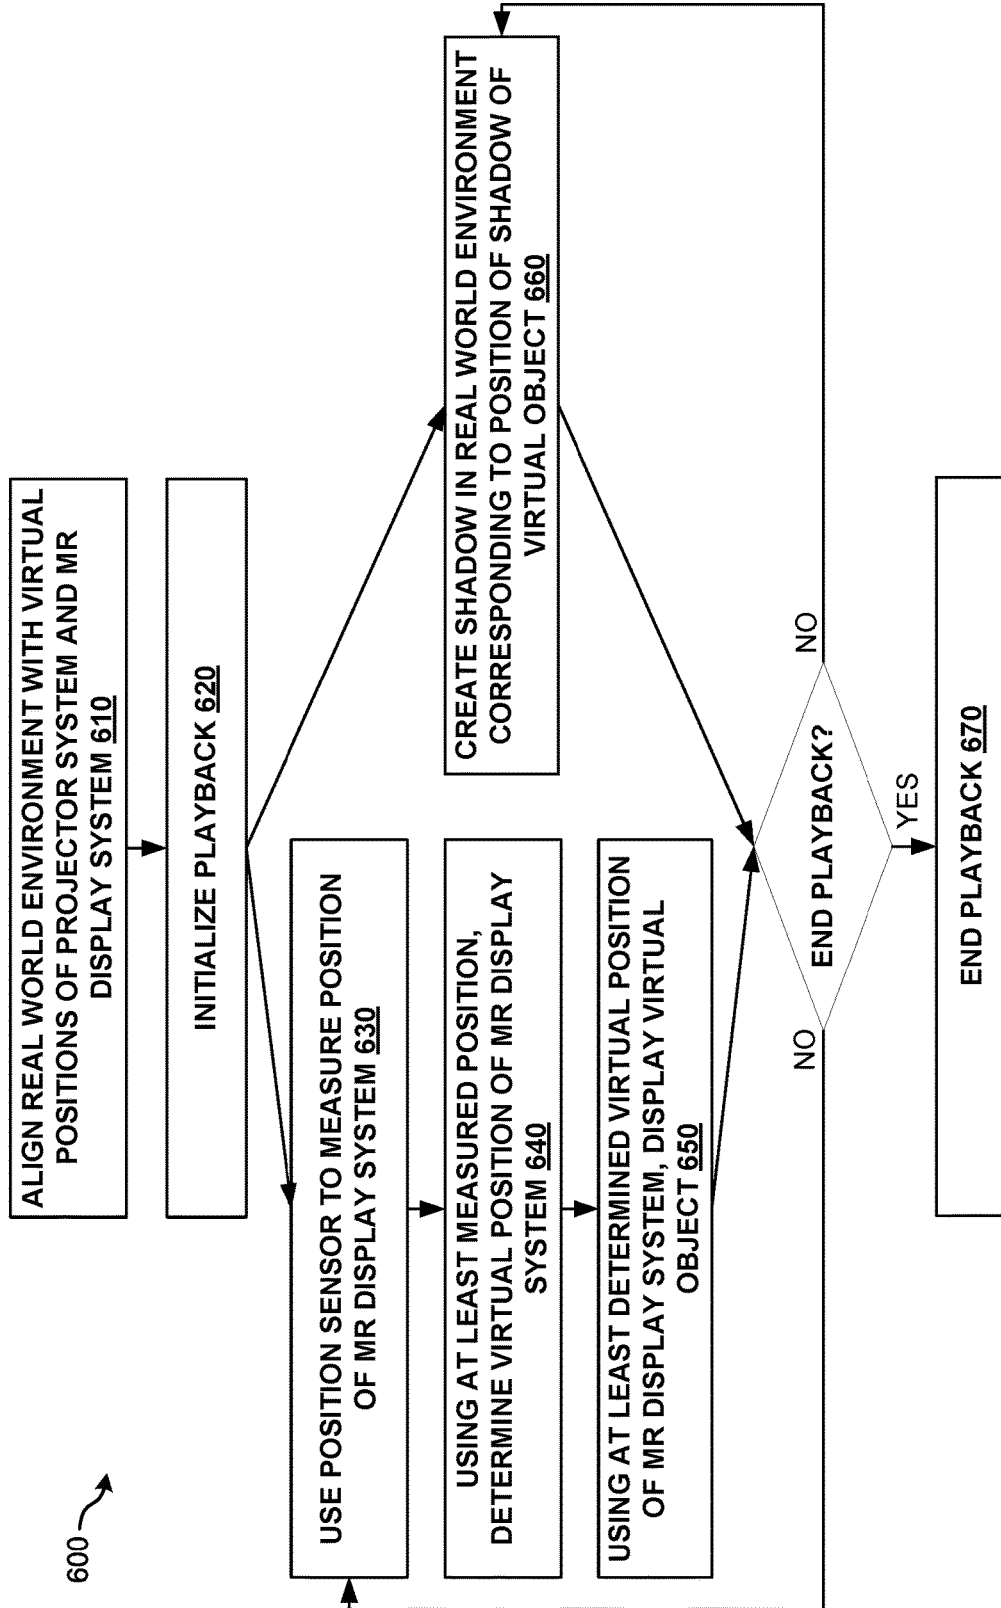 600
ALIGN REAL WORLD ENVIRONMENT WITH VIRTUAL
POSITIONS OF PROJECTOR SYSTEM AND MR
DISPLAY SYSTEM 610
INITIALIZE PLAYBACK 620
USE POSITION SENSOR TO MEASURE POSITION
OF MR DISPLAY SYSTEM 630
USING AT LEAST MEASURED POSITION,
DETERMINE VIRTUAL POSITION OF MR DISPLAY
SYSTEM 640
USING AT LEAST DETERMINED VIRTUAL POSITION
OF MR DISPLAY SYSTEM, DISPLAY VIRTUAL
OBJECT 650
CREATE SHADOW IN REAL WORLD ENVIRONMENT
CORRESPONDING TO POSITION OF SHADOW OF
VIRTUAL OBJECT 660
NO
END PLAYBACK?
NO
YES
END PLAYBACK 670